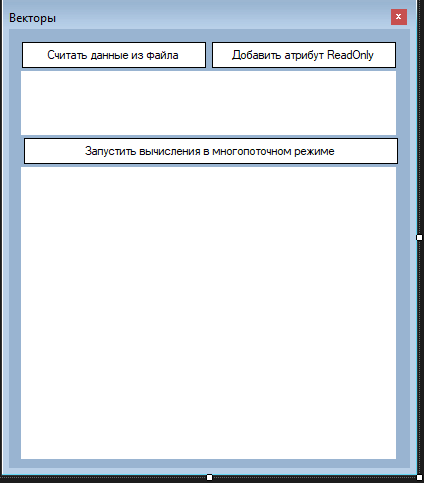 Векторы
x
Считать данные из файла
Добавить атрибут ReadOnly
Запустить вычисления в многопоточном режиме